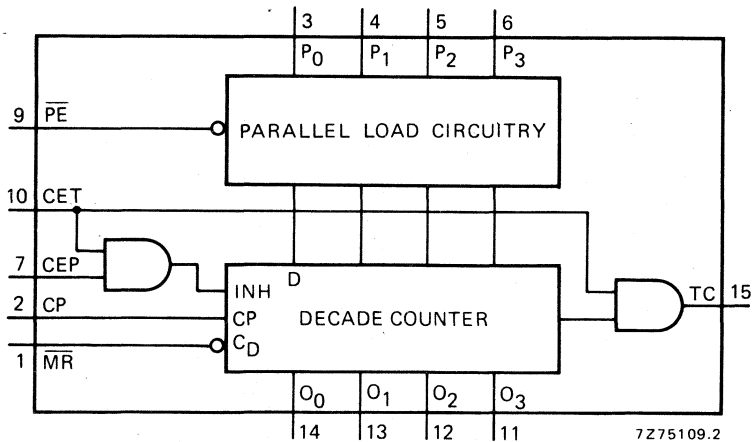 3 4 5 6
P0 P1 P2 P3
9 PE
PARALLEL LOAD CIRCUITRY
10 CET
7 CEP
D
INH
2 CP
CP
DECADE COUNTER
TC 15
1 MR
CD
O0 O1 O2 O3
14 13 12 11
7Z75109.2